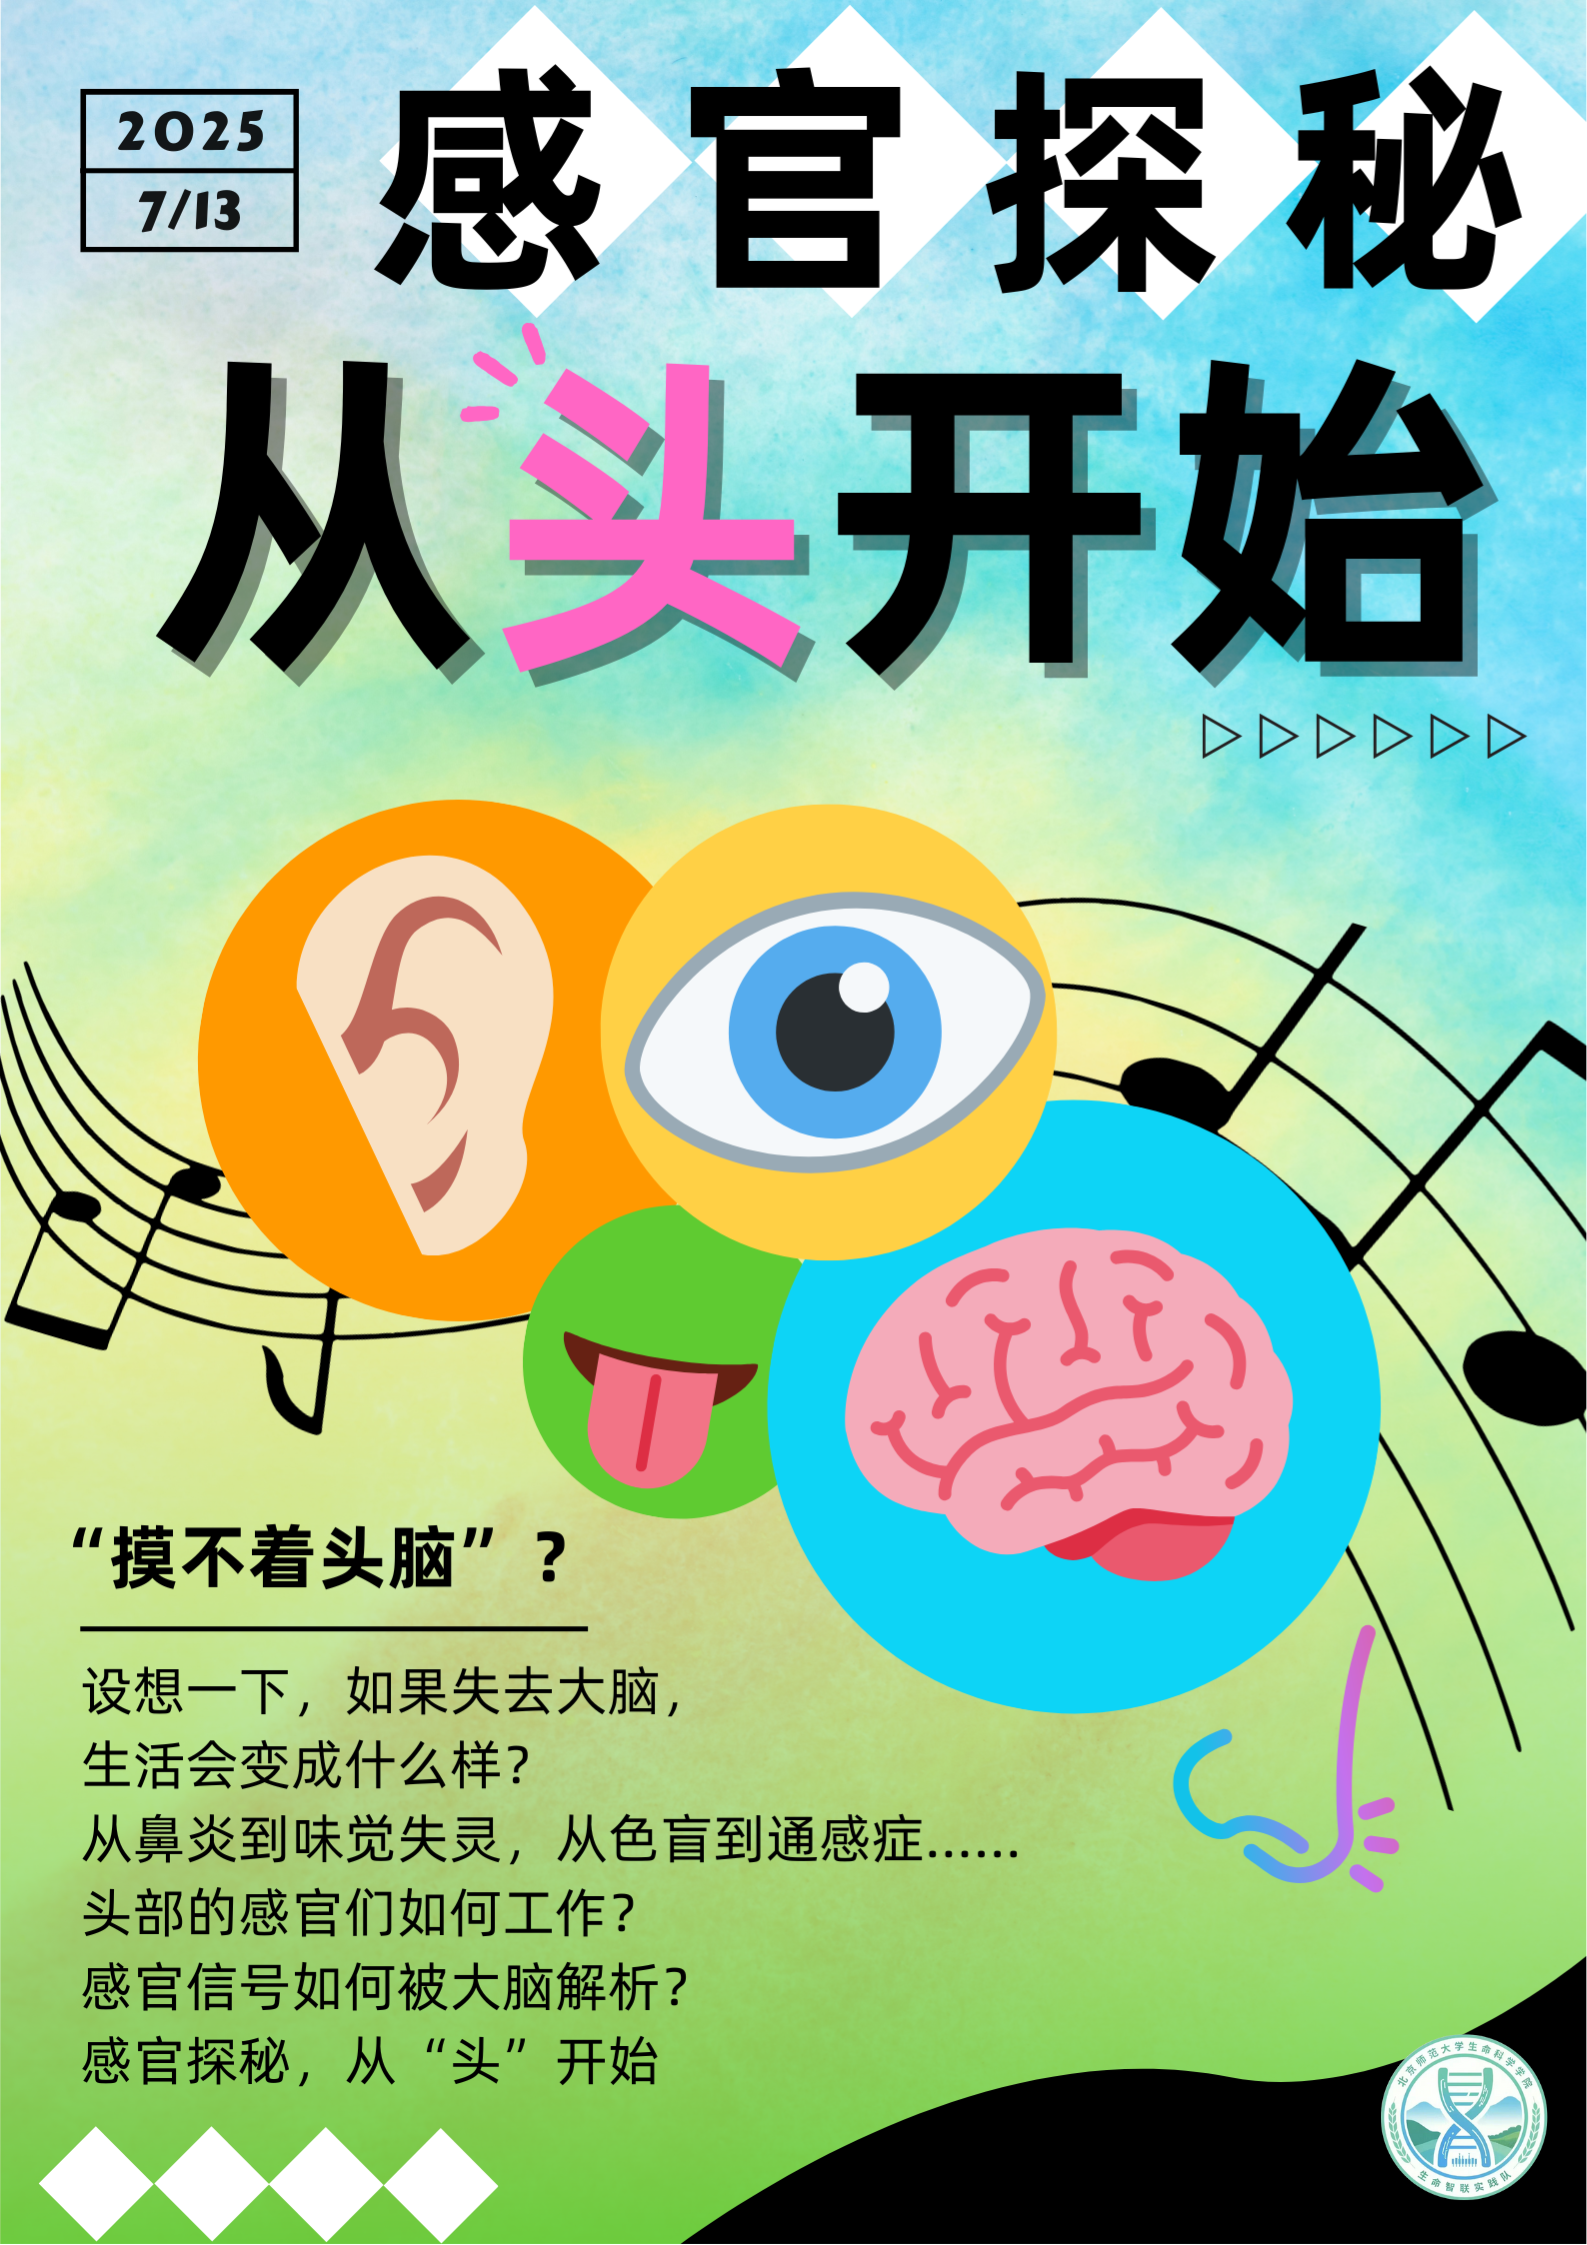 2025
7/13
感官探秘
从头开始
“摸不着头脑”？
设想一下，如果失去大脑，
生活会变成什么样？
从鼻炎到味觉失灵，从色盲到通感症……
头部的感官们如何工作？
感官信号如何被大脑解析？
感官探秘，从“头”开始
北京师范大学生命科学学院
生命智联实践队